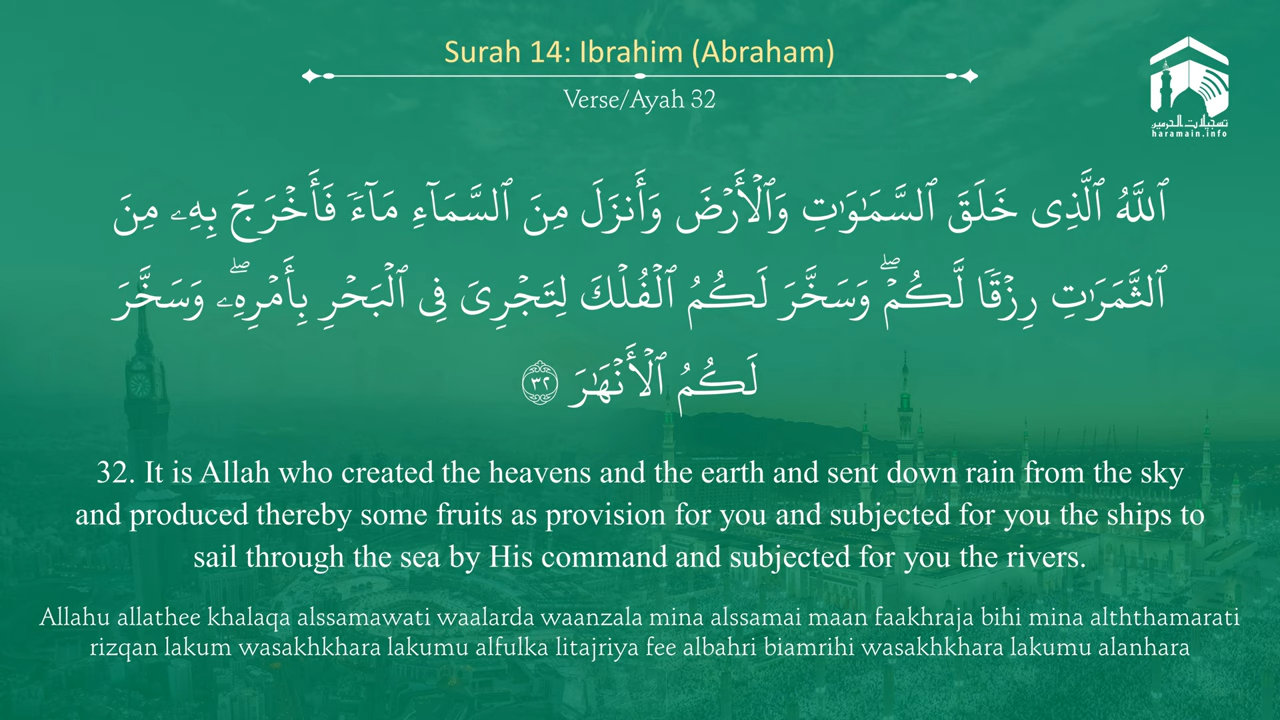 Surah 14: Ibrahim (Abraham)
Verse/Ayah 32
تسجيلات الحرمين
haramain.info
ٱللَّهُ ٱلَّذِى خَلَقَ ٱلسَّمَـٰوَٰتِ وَٱلْأَرْضَ وَأَنزَلَ مِنَ ٱلسَّمَآءِ مَآءً فَأَخْرَجَ بِهِۦ مِنَ
ٱلثَّمَرَٰتِ رِزْقًا لَّكُمْ ۖ وَسَخَّرَ لَكُمُ ٱلْفُلْكَ لِتَجْرِىَ فِى ٱلْبَحْرِ بِأَمْرِهِۦ ۖ وَسَخَّرَ
لَكُمُ ٱلْأَنْهَـٰرَ ٣٢
32. It is Allah who created the heavens and the earth and sent down rain from the sky
and produced thereby some fruits as provision for you and subjected for you the ships to
sail through the sea by His command and subjected for you the rivers.
Allahu allathee khalaqa alssamawati waalarda waanzala mina alssamai maan faakhraja bihi mina alththamarati
rizqan lakum wasakhkhara lakumu alfulka litajriya fee albahri biamrihi wasakhkhara lakumu alanhara